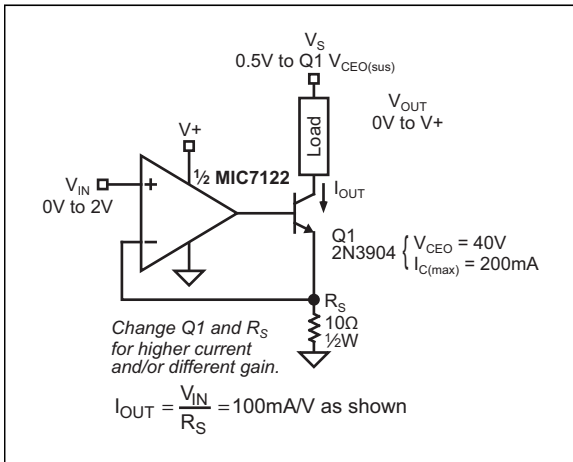 V_S
0.5V to Q1 V_CEO(sus)
V_OUT
0V to V+
Load
V+
½ MIC7122
I_OUT
V_IN
0V to 2V
+
−
Q1
2N3904 { V_CEO = 40V
I_C(max) = 200mA
R_S
10Ω
½W
Change Q1 and R_S
for higher current
and/or different gain.
I_OUT = V_IN / R_S = 100mA/V as shown